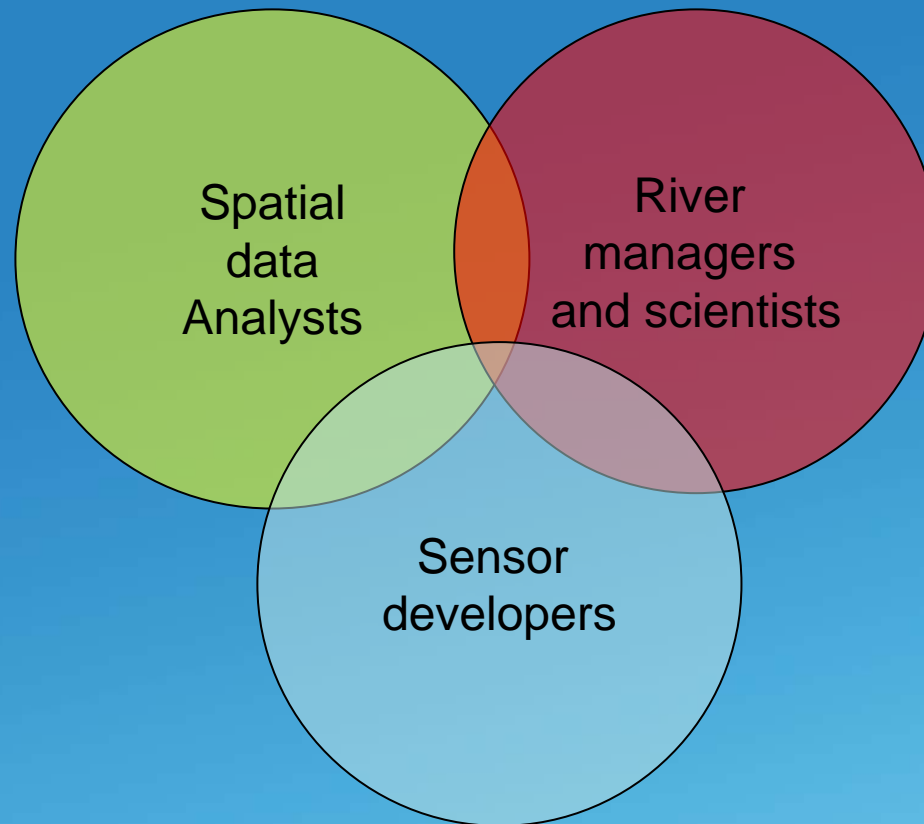 Spatial
data
Analysts
River
managers
and scientists
Sensor
developers